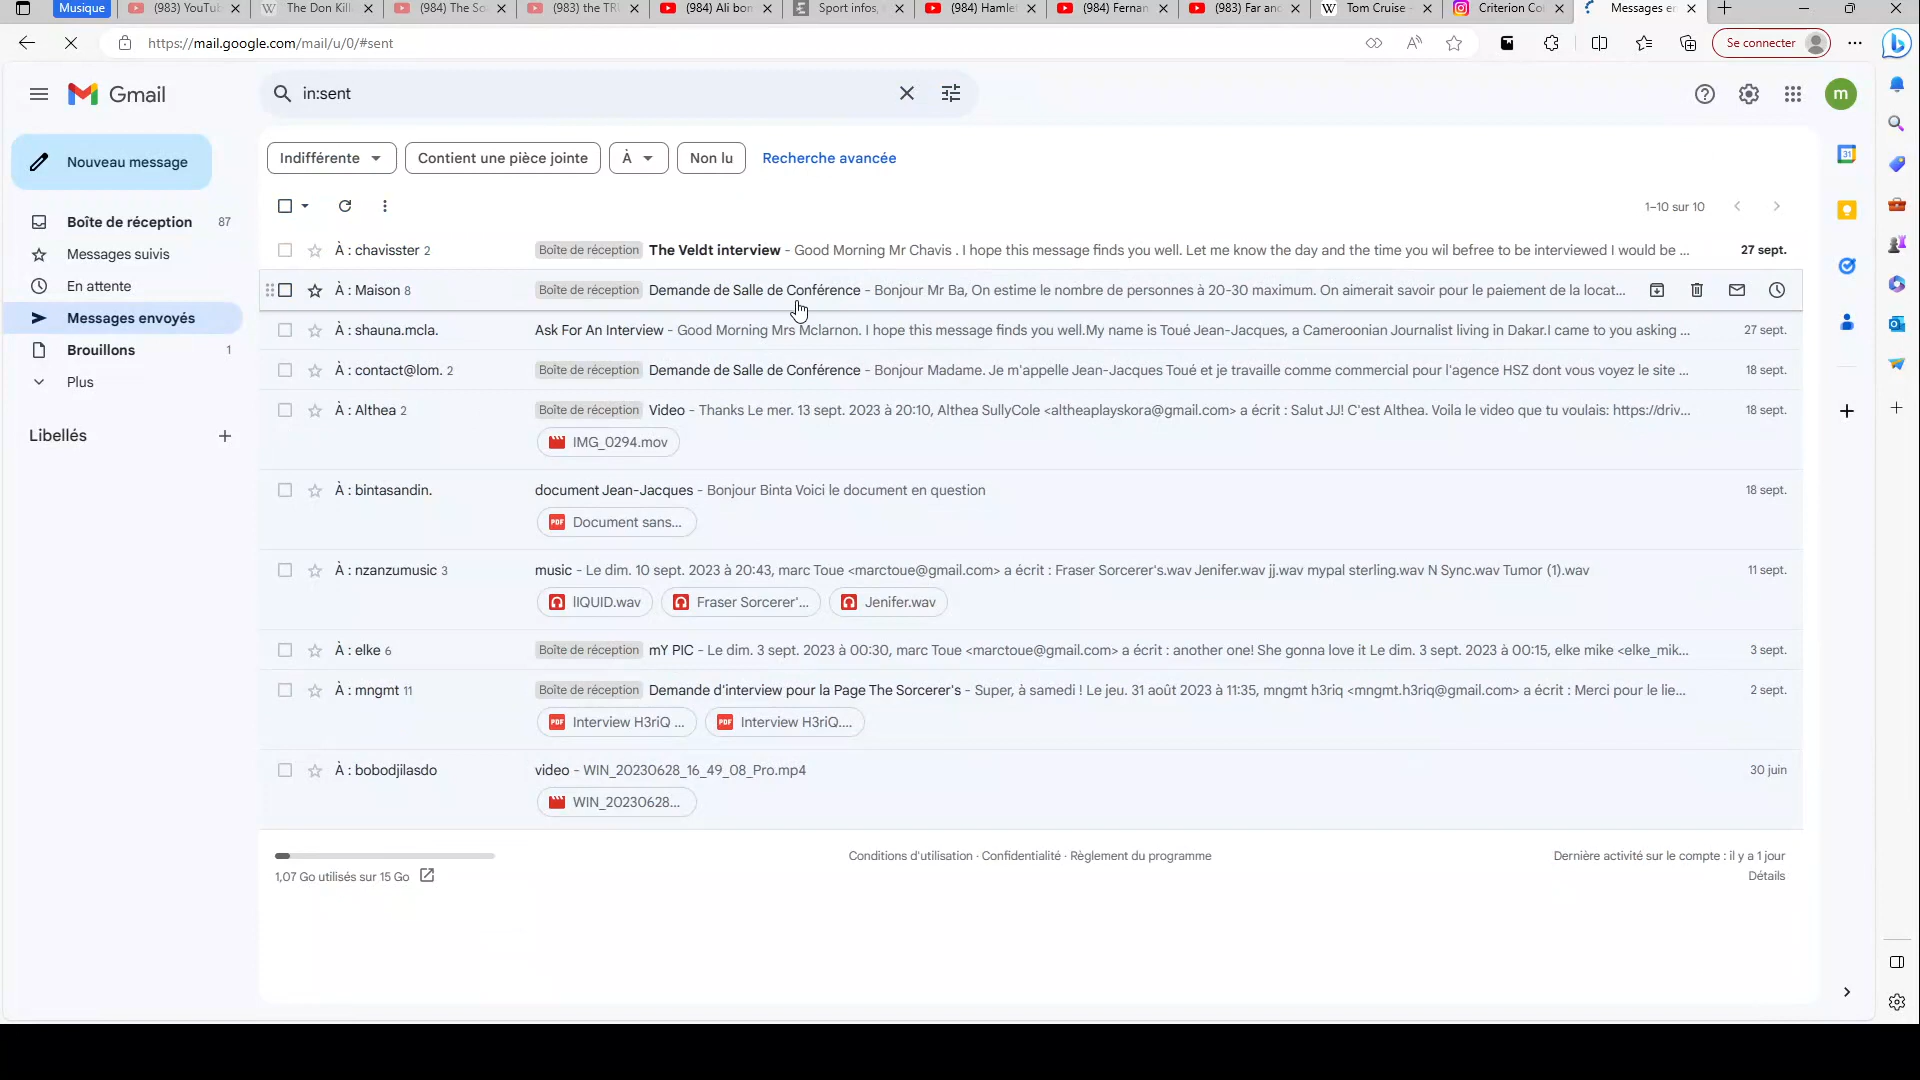 Musique (983) YouTub (984) The So (983) the TR (984) Ali bom Sport infos, (984) Hamle (984) Fernan (983) Far an Tom Cruise - Criterion Co Messages en
https://mail.google.com/mail/u/0/#sent Se connecter
Gmail in:sent m
Nouveau message
Indifférente Contient une pièce jointe À Non lu Recherche avancée
1–10 sur 10
Boîte de réception 87
Messages suivis
En attente
Messages envoyés
Brouillons 1
Plus
Libellés
À : chavisster 2 Boîte de réception The Veldt interview - Good Morning Mr Chavis . I hope this message finds you well. Let me know the day and the time you wil befree to be interviewed I would be ... 27 sept.
À : Maison 8 Boîte de réception Demande de Salle de Conférence - Bonjour Mr Ba, On estime le nombre de personnes à 20-30 maximum. On aimerait savoir pour le paiement de la locat...
À : shauna.mcla. Ask For An Interview - Good Morning Mrs Mclarnon. I hope this message finds you well.My name is Toué Jean-Jacques, a Cameroonian Journalist living in Dakar.I came to you asking ... 27 sept.
À : contact@lom. 2 Boîte de réception Demande de Salle de Conférence - Bonjour Madame. Je m'appelle Jean-Jacques Toué et je travaille comme commercial pour l'agence HSZ dont vous voyez le site ... 18 sept.
À : Althea 2 Boîte de réception Video - Thanks Le mer. 13 sept. 2023 à 20:10, Althea SullyCole <altheaplayskora@gmail.com> a écrit : Salut JJ! C'est Althea. Voila le video que tu voulais: https://driv... 18 sept.
IMG_0294.mov
À : bintasandin. document Jean-Jacques - Bonjour Binta Voici le document en question 18 sept.
PDF Document sans...
À : nzanzumusic 3 music - Le dim. 10 sept. 2023 à 20:43, marc Toue <marctoue@gmail.com> a écrit : Fraser Sorcerer's.wav Jenifer.wav jj.wav mypal sterling.wav N Sync.wav Tumor (1).wav 11 sept.
lIQUID.wav Fraser Sorcerer'... Jenifer.wav
À : elke 6 Boîte de réception mY PIC - Le dim. 3 sept. 2023 à 00:30, marc Toue <marctoue@gmail.com> a écrit : another one! She gonna love it Le dim. 3 sept. 2023 à 00:15, elke mike <elke_mik... 3 sept.
À : mngmt 11 Boîte de réception Demande d'interview pour la Page The Sorcerer's - Super, à samedi ! Le jeu. 31 août 2023 à 11:35, mngmt h3riq <mngmt.h3riq@gmail.com> a écrit : Merci pour le lie... 2 sept.
PDF Interview H3riQ ... PDF Interview H3riQ....
À : bobodjilasdo video - WIN_20230628_16_49_08_Pro.mp4 30 juin
WIN_20230628...
Conditions d'utilisation · Confidentialité · Règlement du programme Dernière activité sur le compte : il y a 1 jour
1,07 Go utilisés sur 15 Go Détails